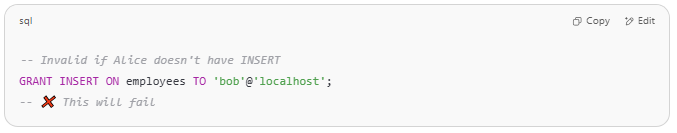 sql Copy Edit
-- Invalid if Alice doesn't have INSERT
GRANT INSERT ON employees TO 'bob'@'localhost';
-- ❌ This will fail